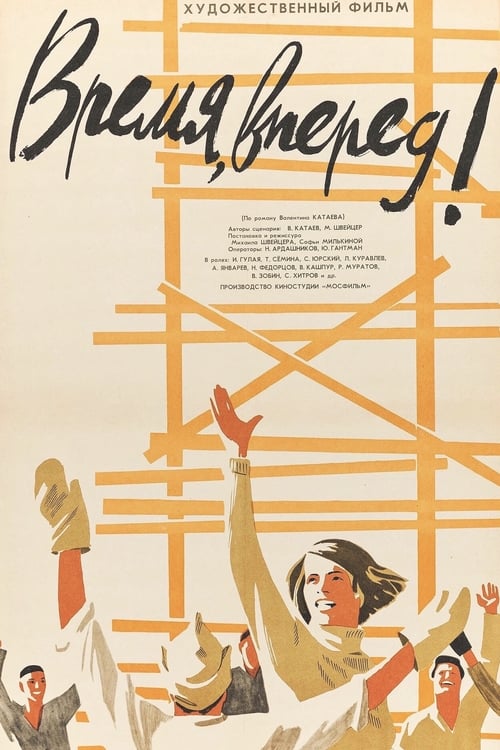 ХУДОЖЕСТВЕННЫЙ ФИЛЬМ
Время, вперед!
(По роману Валентина КАТАЕВА)
Авторы сценария: В. КАТАЕВ, М. ШВЕЙЦЕР
Постановка и режиссура
Михаила ШВЕЙЦЕРА, Софьи МИЛЬКИНОЙ
Операторы: Н. АРДАШНИКОВ, Ю. ГАНТМАН
В ролях: И. ГУЛАЯ, Т. СЁМИНА, С. ЮРСКИЙ, Л. КУРАВЛЕВ,
А. ЯНВАРЕВ, Н. ФЕДОРЦОВ, В. КАШПУР, Р. МУРАТОВ,
В. ЗОБИН, С. ХИТРОВ и др.
ПРОИЗВОДСТВО КИНОСТУДИИ «МОСФИЛЬМ»